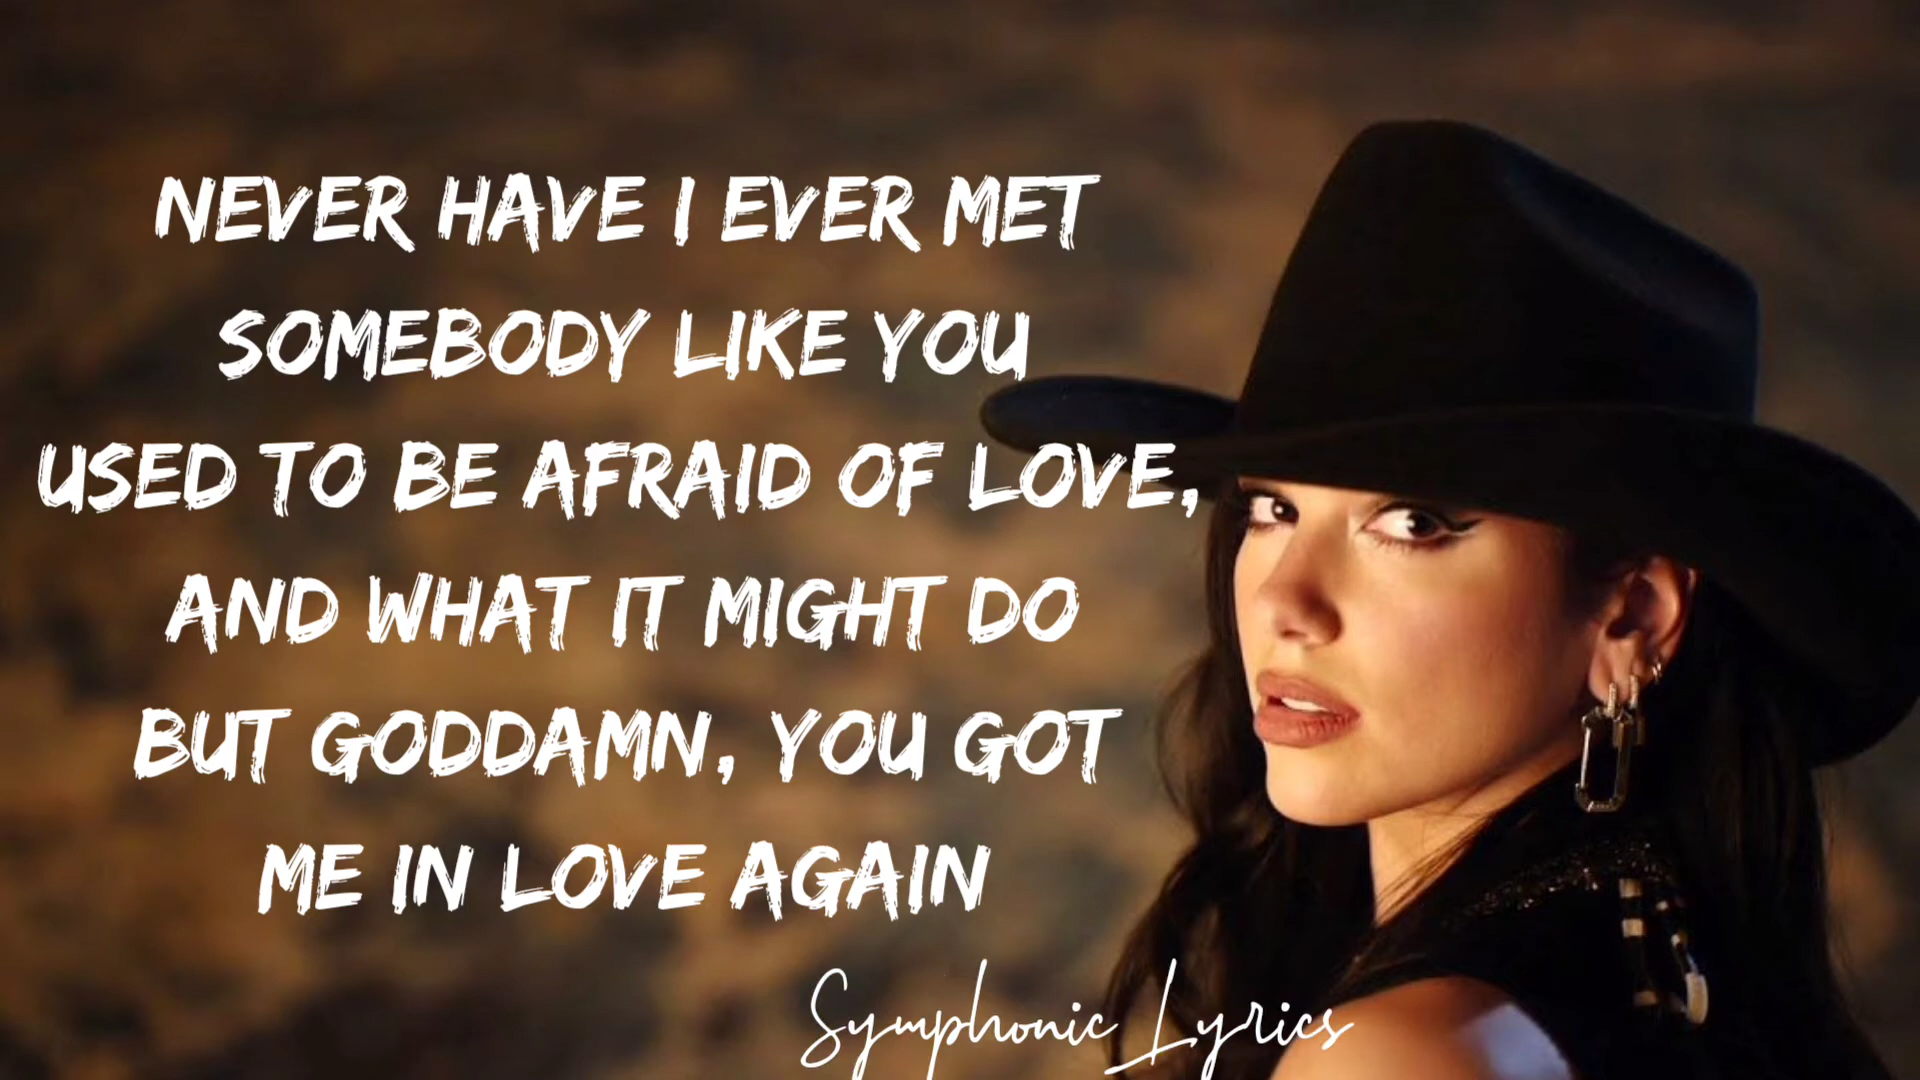 NEVER HAVE I EVER MET
SOMEBODY LIKE YOU
USED TO BE AFRAID OF LOVE,
AND WHAT IT MIGHT DO
BUT GODDAMN, YOU GOT
ME IN LOVE AGAIN
Symphonic Lyrics